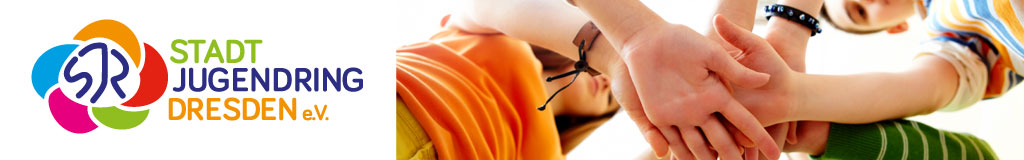 SJR
STADT
JUGENDRING
DRESDEN e.V.